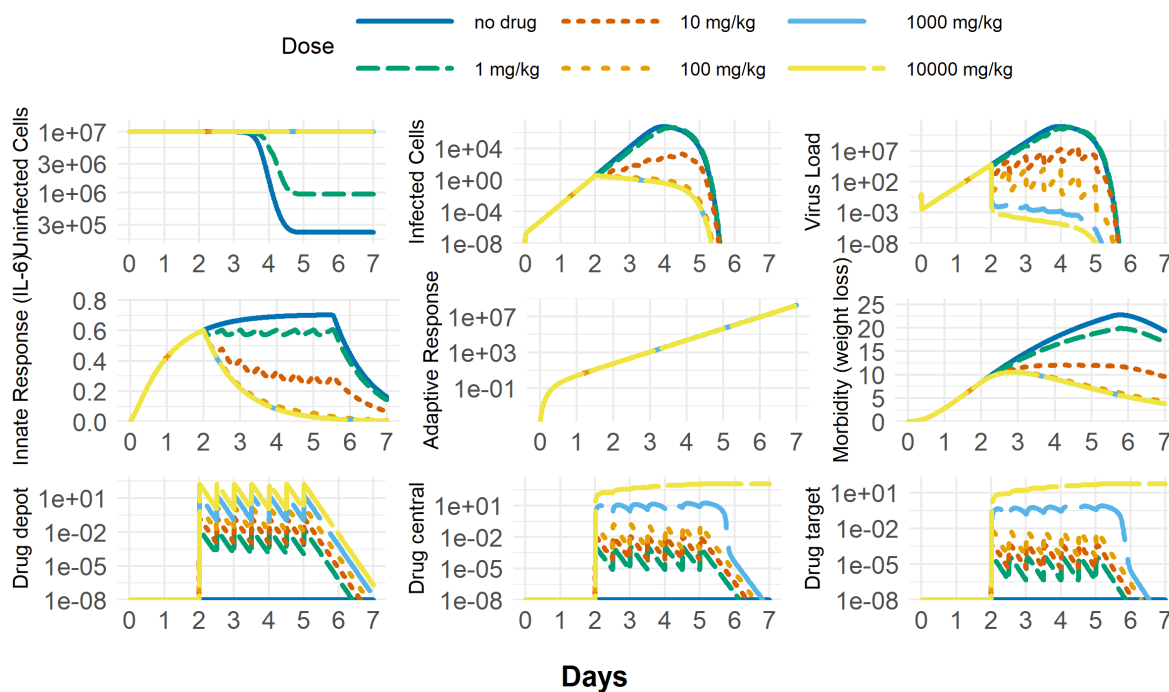 Dose
no drug
10 mg/kg
1000 mg/kg
1 mg/kg
100 mg/kg
10000 mg/kg
Uninfected Cells
1e+07
3e+06
1e+06
3e+05
0 1 2 3 4 5 6 7
Infected Cells
1e+04
1e+00
1e-04
1e-08
0 1 2 3 4 5 6 7
Virus Load
1e+07
1e+02
1e-03
1e-08
0 1 2 3 4 5 6 7
Innate Response (IL-6)
0.8
0.6
0.4
0.2
0.0
0 1 2 3 4 5 6 7
Adaptive Response
1e+07
1e+03
1e-01
0 1 2 3 4 5 6 7
Morbidity (weight loss)
25
20
15
10
5
0
0 1 2 3 4 5 6 7
Drug depot
1e+01
1e-02
1e-05
1e-08
0 1 2 3 4 5 6 7
Drug central
1e+01
1e-02
1e-05
1e-08
0 1 2 3 4 5 6 7
Drug target
1e+01
1e-02
1e-05
1e-08
0 1 2 3 4 5 6 7
Days